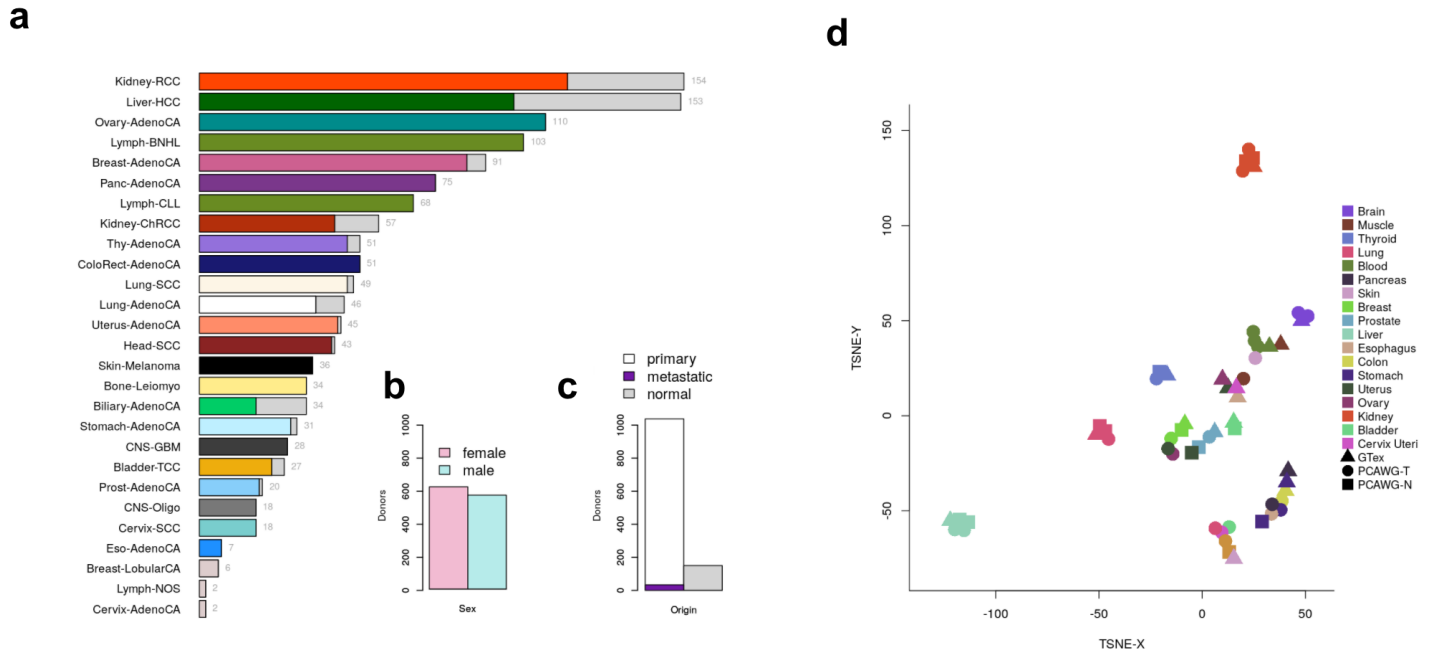 a
Kidney-RCC 154
Liver-HCC 153
Ovary-AdenoCA 110
Lymph-BNHL 103
Breast-AdenoCA 91
Panc-AdenoCA 75
Lymph-CLL 68
Kidney-ChRCC 57
Thy-AdenoCA 51
ColoRect-AdenoCA 51
Lung-SCC 49
Lung-AdenoCA 46
Uterus-AdenoCA 45
Head-SCC 43
Skin-Melanoma 36
Bone-Leiomyo 34
Biliary-AdenoCA 34
Stomach-AdenoCA 31
CNS-GBM 28
Bladder-TCC 27
Prost-AdenoCA 20
CNS-Oligo 18
Cervix-SCC 18
Eso-AdenoCA 7
Breast-LobularCA 6
Lymph-NOS 2
Cervix-AdenoCA 2
b
female
male
1000
800
600
400
200
0
Donors
Sex
c
primary
metastatic
normal
1000
800
600
400
200
0
Donors
Origin
d
150
100
50
0
-50
TSNE-Y
-100 -50 0 50
TSNE-X
Brain
Muscle
Thyroid
Lung
Blood
Pancreas
Skin
Breast
Prostate
Liver
Esophagus
Colon
Stomach
Uterus
Ovary
Kidney
Bladder
Cervix Uteri
GTex
PCAWG-T
PCAWG-N